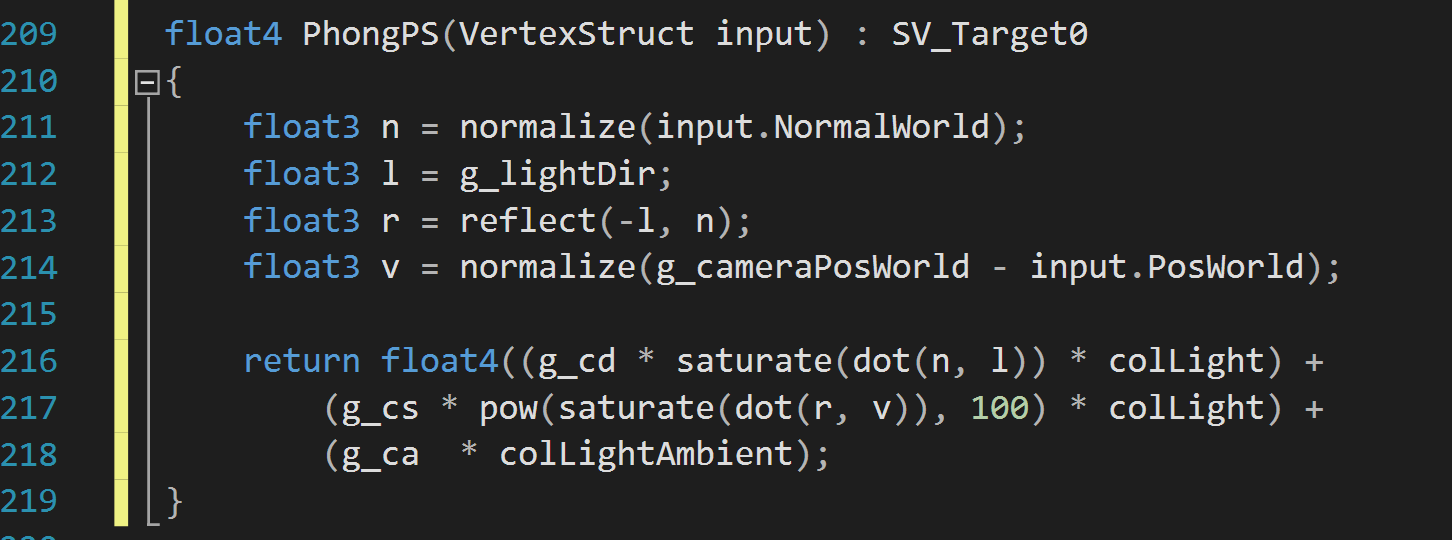 209 float4 PhongPS(VertexStruct input) : SV_Target0
210 {
211 float3 n = normalize(input.NormalWorld);
212 float3 l = g_lightDir;
213 float3 r = reflect(-l, n);
214 float3 v = normalize(g_cameraPosWorld - input.PosWorld);
215
216 return float4((g_cd * saturate(dot(n, l)) * colLight) +
217 (g_cs * pow(saturate(dot(r, v)), 100) * colLight) +
218 (g_ca  * colLightAmbient);
219 }